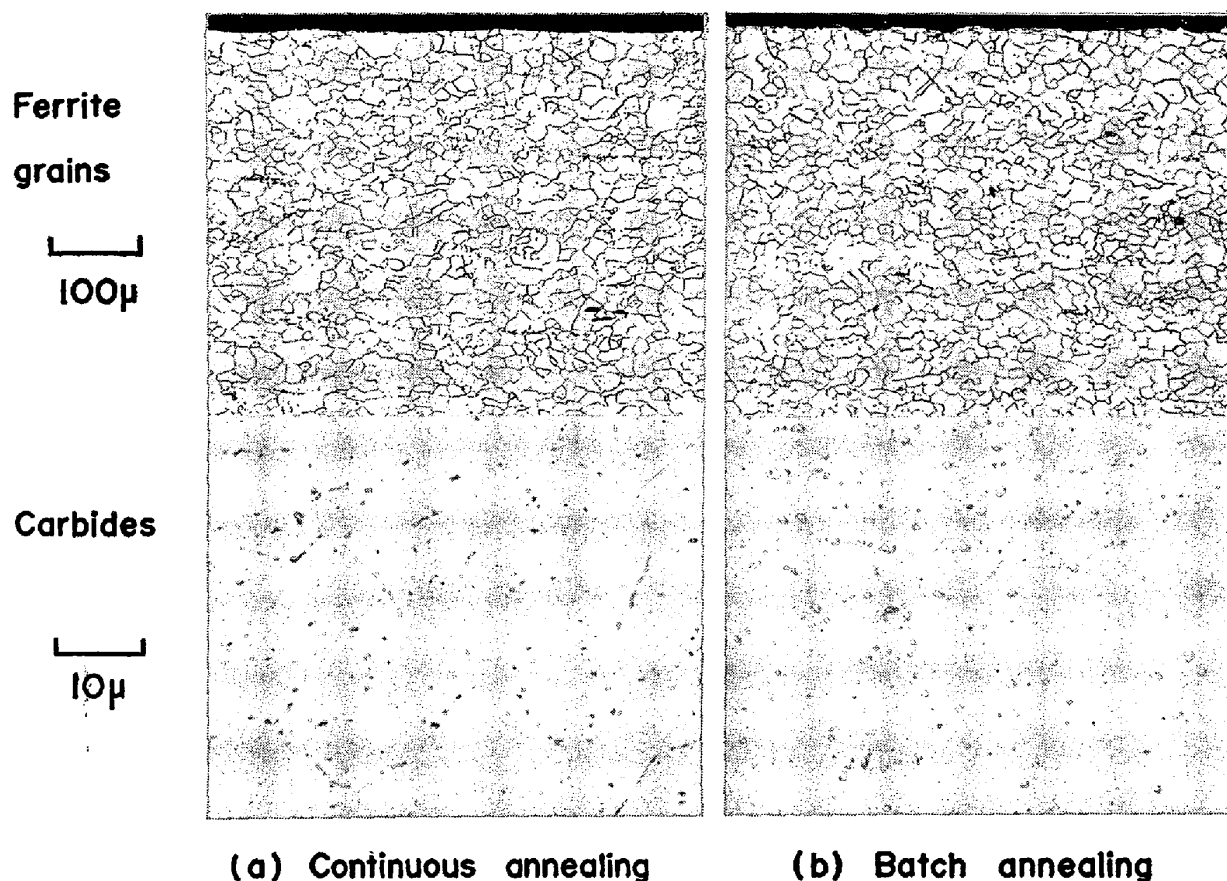 Ferrite
grains
100μ
Carbides
10μ
(a) Continuous annealing
(b) Batch annealing